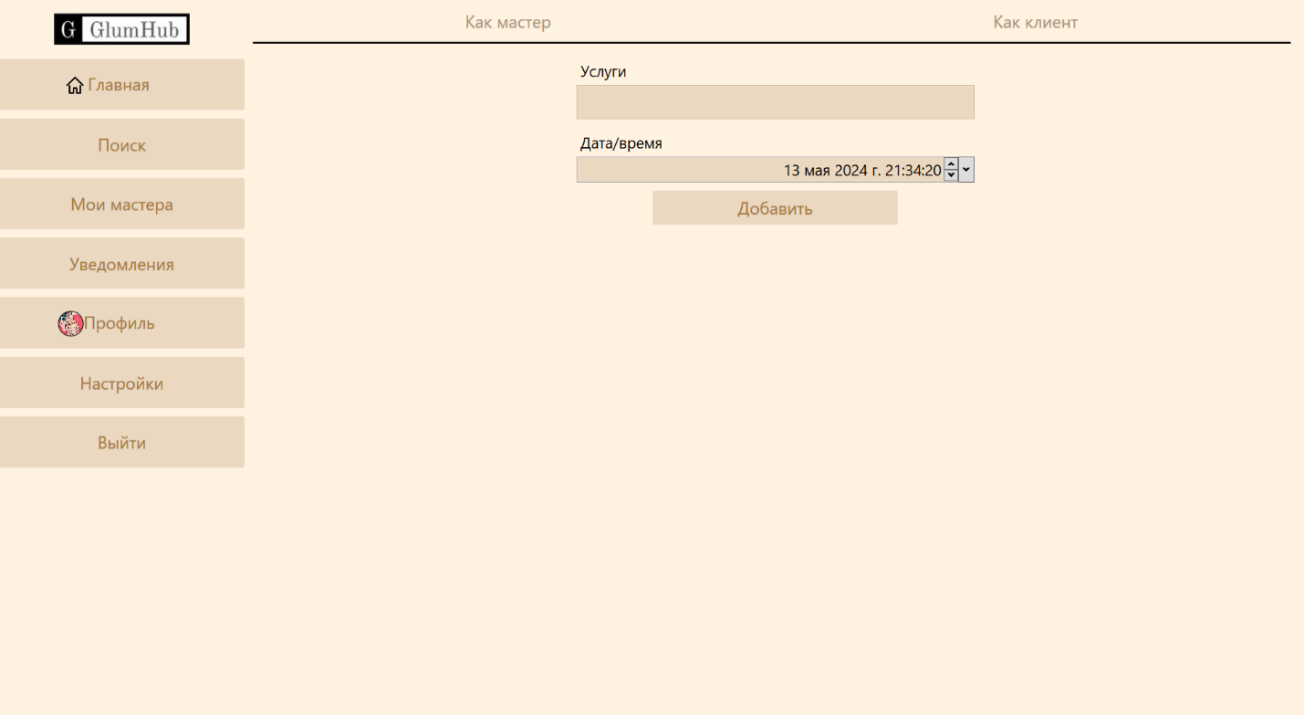 G GlumHub
Как мастер
Как клиент
Главная
Поиск
Мои мастера
Уведомления
Профиль
Настройки
Выйти
Услуги
Дата/время
13 мая 2024 г. 21:34:20
Добавить